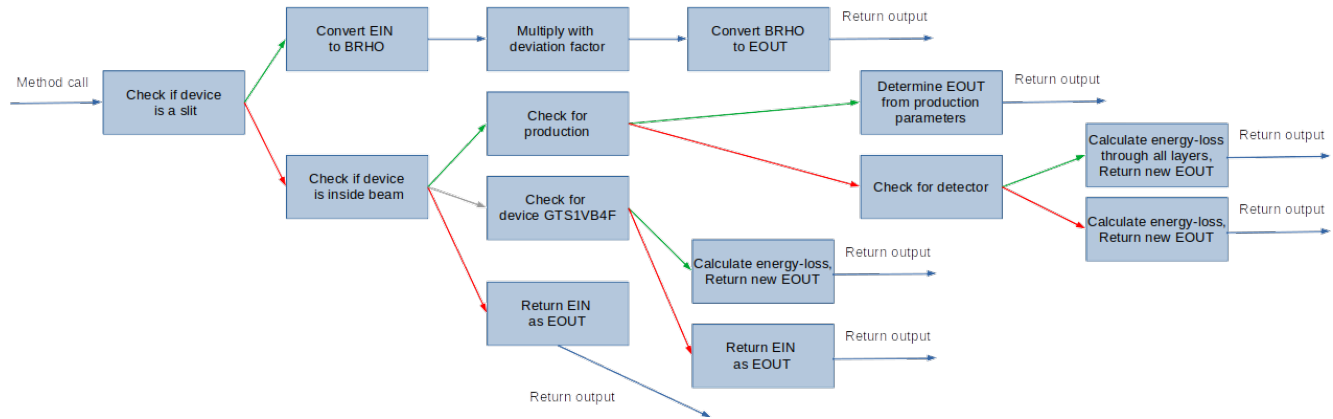 Method call
Check if device
is a slit
Convert EIN
to BRHO
Multiply with
deviation factor
Convert BRHO
to EOUT
Return output
Check if device
is inside beam
Check for
production
Determine EOUT
from production
parameters
Return output
Check for detector
Calculate energy-loss
through all layers,
Return new EOUT
Return output
Calculate energy-loss,
Return new EOUT
Return output
Check for
device GTS1VB4F
Calculate energy-loss,
Return new EOUT
Return output
Return EIN
as EOUT
Return output
Return EIN
as EOUT
Return output